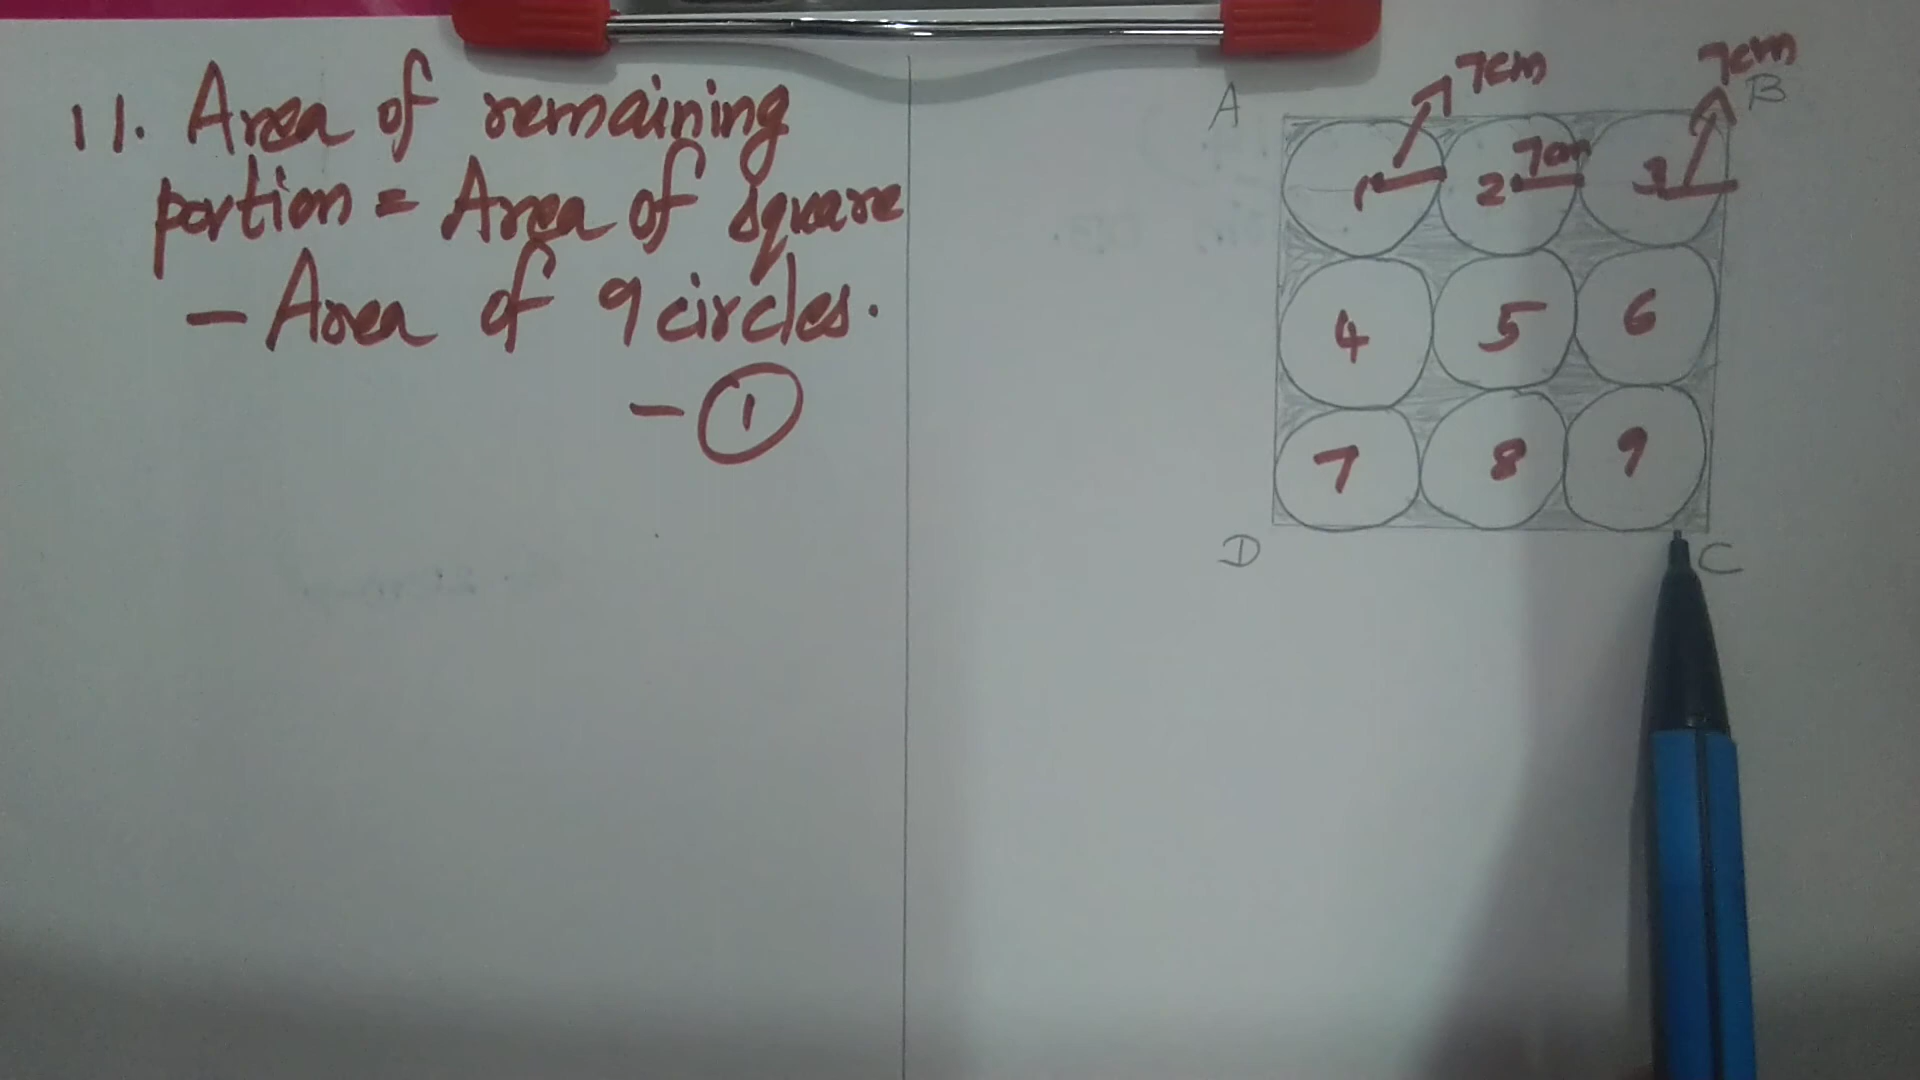 11. Area of remaining
portion = Area of square
- Area of 9 circles.
- 1
7cm
7cm
A
B
7cm
1
2
3
4
5
6
7
8
9
D
C